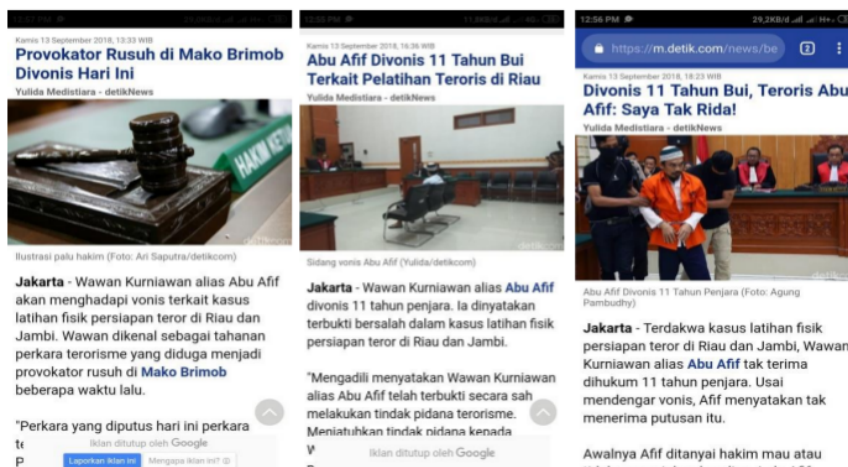 12:57 PM
Kamis 13 September 2018, 13:33 WIB
Provokator Rusuh di Mako Brimob
Divonis Hari Ini
Yulida Medistiara - detikNews
HAKIM KETUA
Ilustrasi palu hakim (Foto: Ari Saputra/detikcom)
Jakarta - Wawan Kurniawan alias Abu Afif
akan menghadapi vonis terkait kasus
latihan fisik persiapan teror di Riau dan
Jambi. Wawan dikenal sebagai tahanan
perkara terorisme yang diduga menjadi
provokator rusuh di Mako Brimob
beberapa waktu lalu.
"Perkara yang diputus hari ini perkara
te
P
Iklan ditutup oleh Google
Laporkan iklan ini
Mengapa iklan ini?
12:55 PM
Kamis 13 September 2018, 16:36 WIB
Abu Afif Divonis 11 Tahun Bui
Terkait Pelatihan Teroris di Riau
Yulida Medistiara - detikNews
detikcom
Sidang vonis Abu Afif (Yulida/detikcom)
Jakarta - Wawan Kurniawan alias Abu Afif
divonis 11 tahun penjara. Ia dinyatakan
terbukti bersalah dalam kasus latihan fisik
persiapan teror di Riau dan Jambi.
"Mengadili menyatakan Wawan Kurniawan
alias Abu Afif telah terbukti secara sah
melakukan tindak pidana terorisme.
Menjatuhkan tindak pidana kepada
W
Iklan ditutup oleh Google
12:56 PM
29,2KB/d
H+
https://m.detik.com/news/be
2
Kamis 13 September 2018, 18:23 WIB
Divonis 11 Tahun Bui, Teroris Abu
Afif: Saya Tak Rida!
Yulida Medistiara - detikNews
Abu Afif Divonis 11 Tahun Penjara (Foto: Agung
Pambudhy)
Jakarta - Terdakwa kasus latihan fisik
persiapan teror di Riau dan Jambi, Wawan
Kurniawan alias Abu Afif tak terima
dihukum 11 tahun penjara. Usai
mendengar vonis, Afif menyatakan tak
menerima putusan itu.
Awalnya Afif ditanyai hakim mau atau